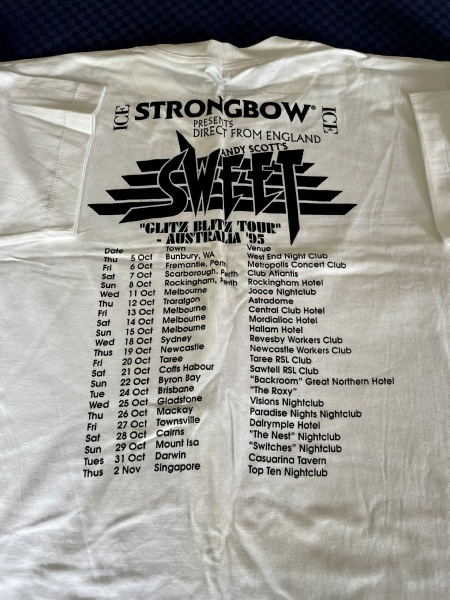 ICE STRONGBOW® ICE
PRESENTS
DIRECT FROM ENGLAND
ANDY SCOTT'S
SWEET
"GLITZ BLITZ TOUR"
- AUSTRALIA '95
Date Town Venue
Thu 5 Oct Bunbury, WA West End Night Club
Fri 6 Oct Fremantle, Perth Metropolis Concert Club
Sat 7 Oct Scarborough, Perth Club Atlantis
Sun 8 Oct Rockingham, Perth Rockingham Hotel
Wed 11 Oct Melbourne Jooce Nightclub
Thu 12 Oct Traralgon Astradome
Fri 13 Oct Melbourne Central Club Hotel
Sat 14 Oct Melbourne Mordialloc Hotel
Sun 15 Oct Melbourne Hallam Hotel
Wed 18 Oct Sydney Revesby Workers Club
Thus 19 Oct Newcastle Newcastle Workers Club
Fri 20 Oct Taree Taree RSL Club
Sat 21 Oct Coffs Habour Sawtell RSL Club
Sun 22 Oct Byron Bay "Backroom" Great Northern Hotel
Tue 24 Oct Brisbane "The Roxy"
Wed 25 Oct Gladstone Visions Nightclub
Thu 26 Oct Mackay Paradise Nights Nightclub
Fri 27 Oct Townsville Dalrymple Hotel
Sat 28 Oct Cairns "The Nest" Nightclub
Sun 29 Oct Mount Isa "Switches" Nightclub
Tues 31 Oct Darwin Casuarina Tavern
Thus 2 Nov Singapore Top Ten Nightclub